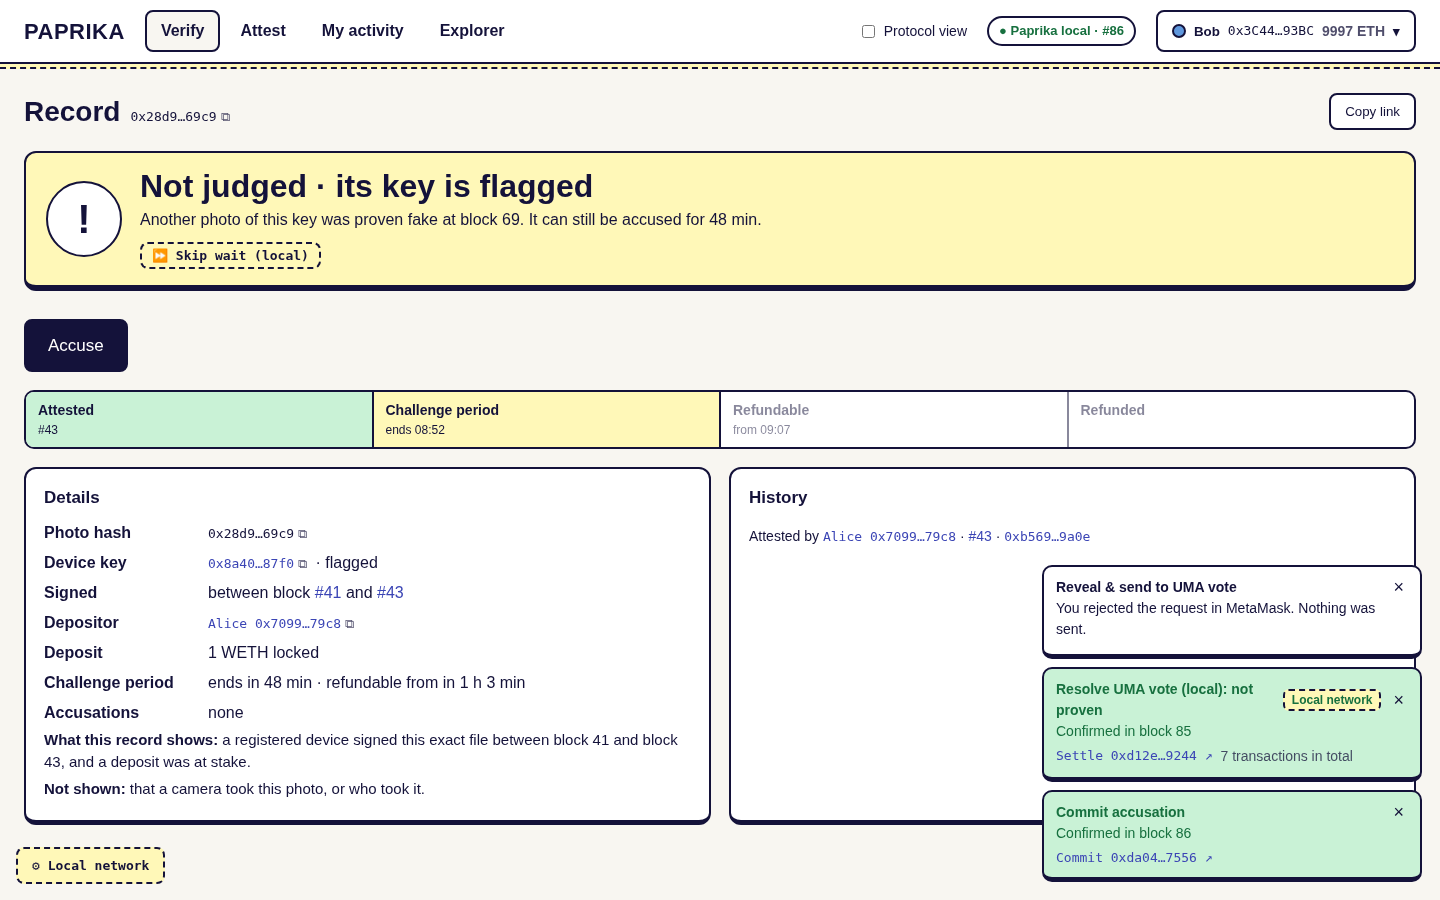 PAPRIKA Verify Attest My activity Explorer Protocol view ● Paprika local · #86 Bob 0x3C44…93BC 9997 ETH ▾
Record 0x28d9…69c9 ⧉ Copy link
! Not judged · its key is flagged
Another photo of this key was proven fake at block 69. It can still be accused for 48 min.
⏩ Skip wait (local)
Accuse
Attested Challenge period Refundable Refunded
#43 ends 08:52 from 09:07
Details
Photo hash 0x28d9…69c9 ⧉
Device key 0x8a40…87f0 ⧉ · flagged
Signed between block #41 and #43
Depositor Alice 0x7099…79c8 ⧉
Deposit 1 WETH locked
Challenge period ends in 48 min · refundable from in 1 h 3 min
Accusations none
What this record shows: a registered device signed this exact file between block 41 and block
43, and a deposit was at stake.
Not shown: that a camera took this photo, or who took it.
History
Attested by Alice 0x7099…79c8 · #43 · 0xb569…9a0e
Reveal & send to UMA vote ×
You rejected the request in MetaMask. Nothing was
sent.
Resolve UMA vote (local): not
proven Local network ×
Confirmed in block 85
Settle 0xd12e…9244 ↗ 7 transactions in total
Commit accusation ×
Confirmed in block 86
Commit 0xda04…7556 ↗
⚙ Local network